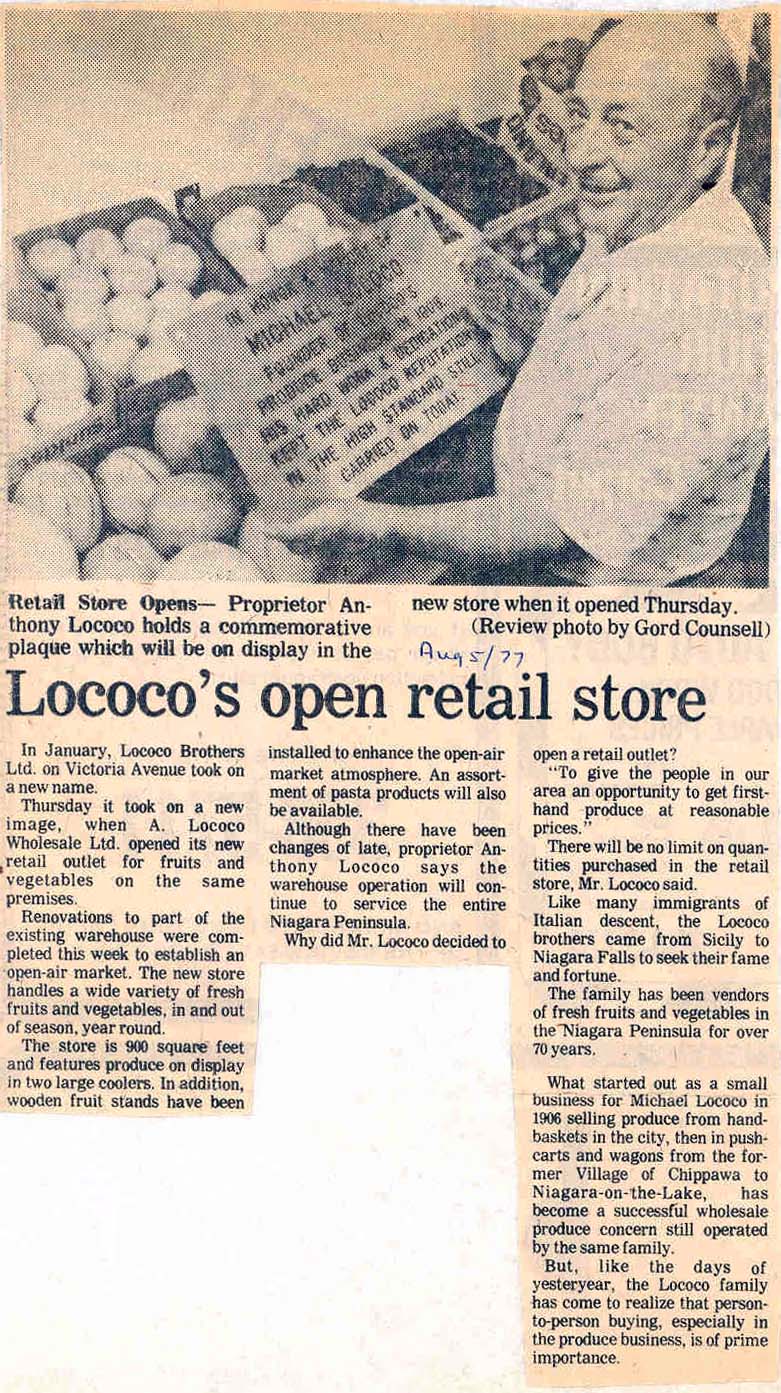 IN HONOR & MEMORY OF
MICHAEL LOCOCO
FOUNDER OF LOCOCO'S
PRODUCE BUSINESS IN 1906
HIS HARD WORK & DEDICATION
KEPT THE LOCOCO REPUTATION
IN THE HIGH STANDARD STILL
CARRIED ON TODAY.
Retail Store Opens— Proprietor An-
thony Lococo holds a commemorative
plaque which will be on display in the
new store when it opened Thursday.
(Review photo by Gord Counsell)
Aug 5/77
Lococo's open retail store
In January, Lococo Brothers
Ltd. on Victoria Avenue took on
a new name.
Thursday it took on a new
image, when A. Lococo
Wholesale Ltd. opened its new
retail outlet for fruits and
vegetables on the same
premises.
Renovations to part of the
existing warehouse were com-
pleted this week to establish an
open-air market. The new store
handles a wide variety of fresh
fruits and vegetables, in and out
of season, year round.
The store is 900 square feet
and features produce on display
in two large coolers. In addition,
wooden fruit stands have been
installed to enhance the open-air
market atmosphere. An assort-
ment of pasta products will also
be available.
Although there have been
changes of late, proprietor An-
thony Lococo says the
warehouse operation will con-
tinue to service the entire
Niagara Peninsula.
Why did Mr. Lococo decided to
open a retail outlet?
"To give the people in our
area an opportunity to get first-
hand produce at reasonable
prices."
There will be no limit on quan-
tities purchased in the retail
store, Mr. Lococo said.
Like many immigrants of
Italian descent, the Lococo
brothers came from Sicily to
Niagara Falls to seek their fame
and fortune.
The family has been vendors
of fresh fruits and vegetables in
the Niagara Peninsula for over
70 years.
What started out as a small
business for Michael Lococo in
1906 selling produce from hand-
baskets in the city, then in push-
carts and wagons from the for-
mer Village of Chippawa to
Niagara-on-the-Lake, has
become a successful wholesale
produce concern still operated
by the same family.
But, like the days of
yesteryear, the Lococo family
has come to realize that person-
to-person buying, especially in
the produce business, is of prime
importance.